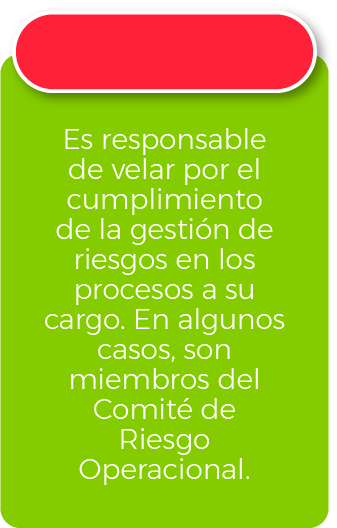 Es responsable
de velar por el
cumplimiento
de la gestión de
riesgos en los
procesos a su
cargo. En algunos
casos, son
miembros del
Comité de
Riesgo
Operacional.